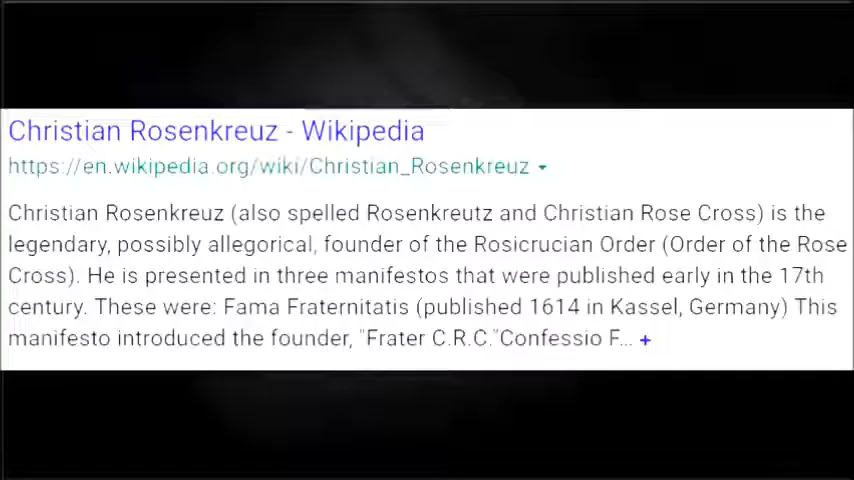 Christian Rosenkreuz - Wikipedia
https://en.wikipedia.org/wiki/Christian_Rosenkreuz
Christian Rosenkreuz (also spelled Rosenkreutz and Christian Rose Cross) is the
legendary, possibly allegorical, founder of the Rosicrucian Order (Order of the Rose
Cross). He is presented in three manifestos that were published early in the 17th
century. These were: Fama Fraternitatis (published 1614 in Kassel, Germany) This
manifesto introduced the founder, "Frater C.R.C."Confessio F... +